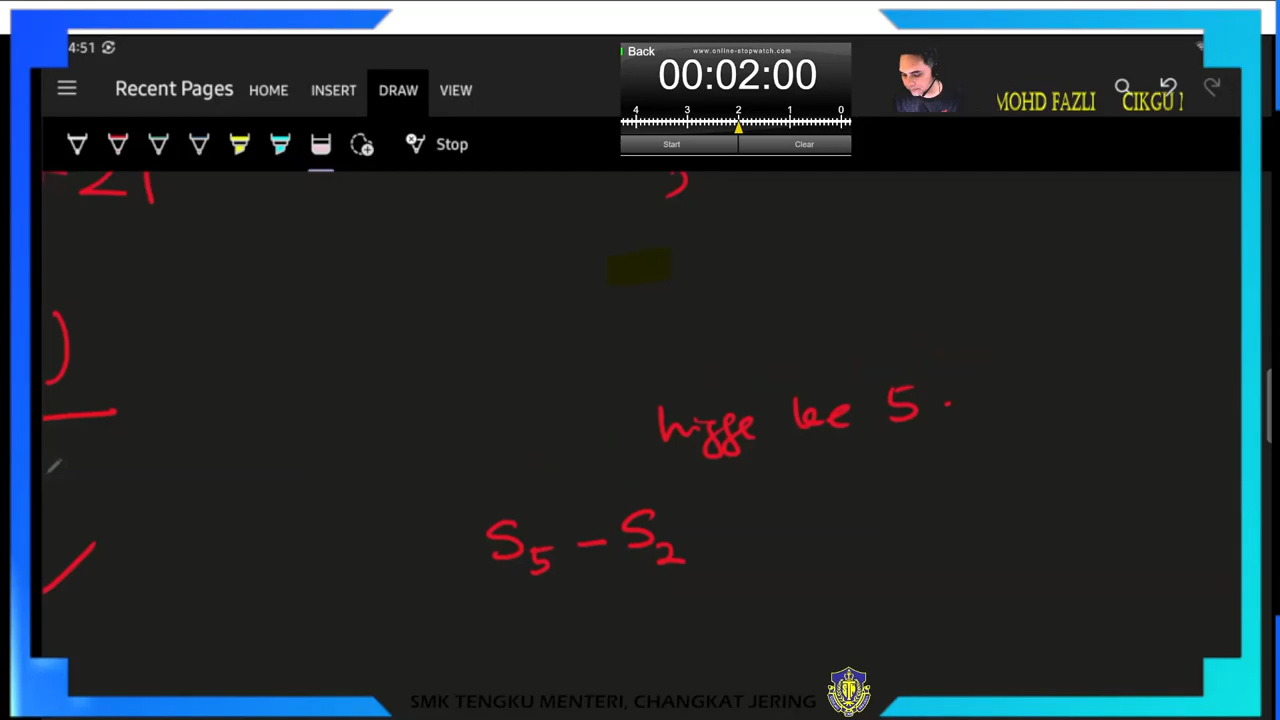 4:51
Recent Pages HOME INSERT DRAW VIEW
Stop
Back
www.online-stopwatch.com
00:02:00
4 3 2 1 0
Start Clear
MOHD FAZLI CIKGU
-21
)
hingga ke 5.
S5 - S2
SMK TENGKU MENTERI, CHANGKAT JERING